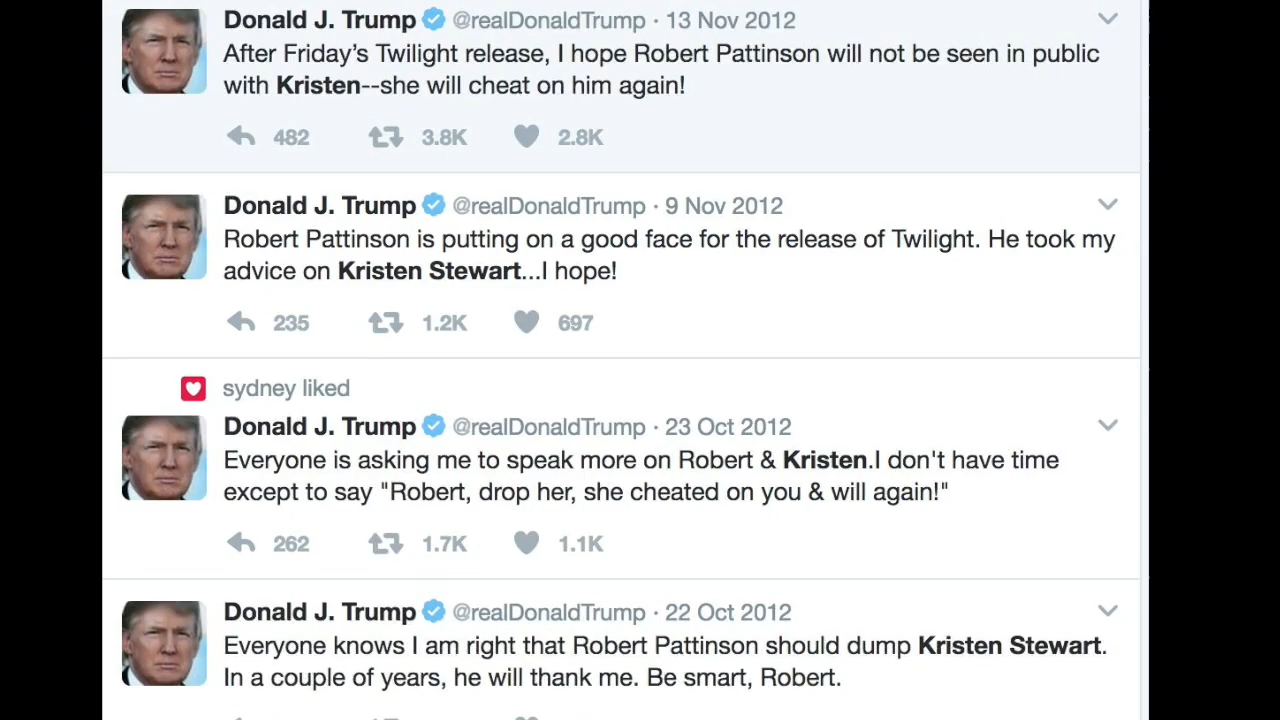 Donald J. Trump @realDonaldTrump · 13 Nov 2012
After Friday’s Twilight release, I hope Robert Pattinson will not be seen in public
with Kristen--she will cheat on him again!
482 3.8K 2.8K
Donald J. Trump @realDonaldTrump · 9 Nov 2012
Robert Pattinson is putting on a good face for the release of Twilight. He took my
advice on Kristen Stewart...I hope!
235 1.2K 697
sydney liked
Donald J. Trump @realDonaldTrump · 23 Oct 2012
Everyone is asking me to speak more on Robert & Kristen.I don't have time
except to say "Robert, drop her, she cheated on you & will again!"
262 1.7K 1.1K
Donald J. Trump @realDonaldTrump · 22 Oct 2012
Everyone knows I am right that Robert Pattinson should dump Kristen Stewart.
In a couple of years, he will thank me. Be smart, Robert.